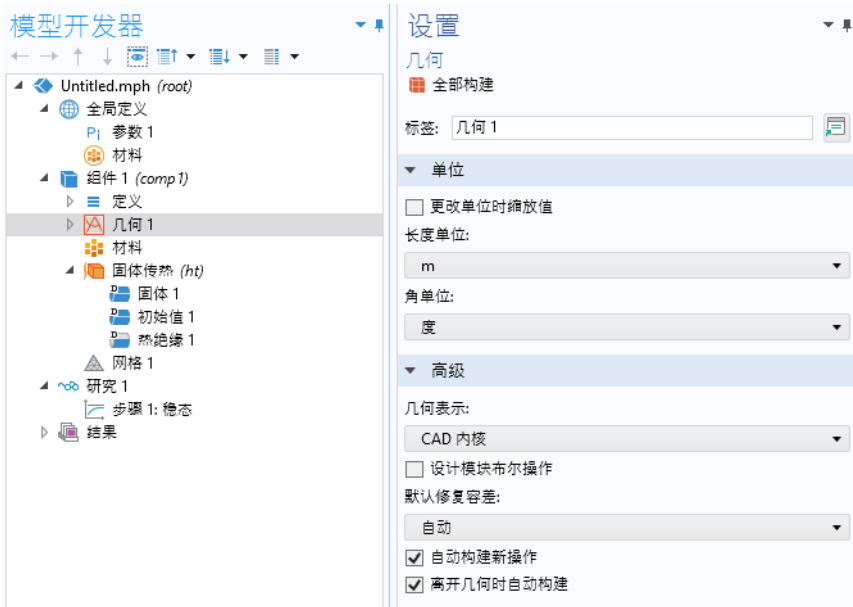 模型开发器
Untitled.mph (root)
全局定义
Pi 参数 1
材料
组件 1 (comp1)
定义
几何 1
材料
固体传热 (ht)
固体 1
初始值 1
热绝缘 1
网格 1
研究 1
步骤 1: 稳态
结果
设置
几何
全部构建
标签: 几何 1
单位
更改单位时缩放值
长度单位:
m
角单位:
度
高级
几何表示:
CAD 内核
设计模块布尔操作
默认修复容差:
自动
自动构建新操作
离开几何时自动构建